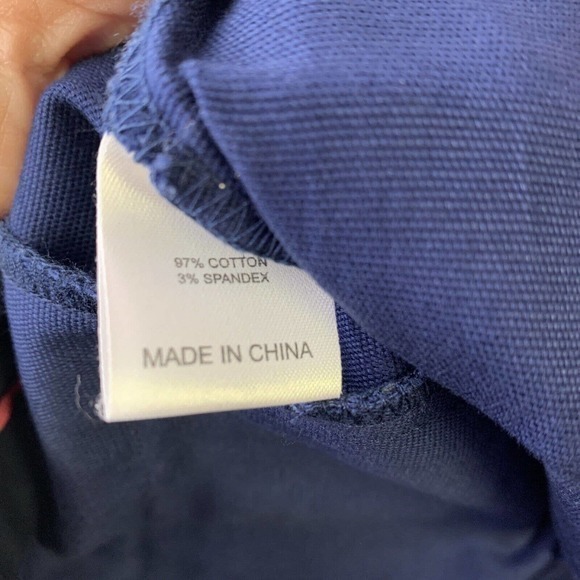 97% COTTON
3% SPANDEX
MADE IN CHINA